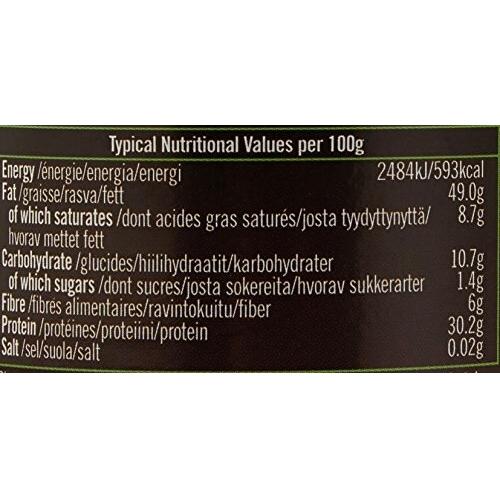 Typical Nutritional Values per 100g
Energy /énergie/energia/energi 2484kJ/593kcal
Fat /graisse/rasva/fett 49.0g
of which saturates /dont acides gras saturés/josta tyydyttynyttä/ 8.7g
hvorav mettet fett
Carbohydrate /glucides/hiilihydraatit/karbohydrater 10.7g
of which sugars /dont sucres/josta sokereita/hvorav sukkerarter 1.4g
Fibre /fibres alimentaires/ravintokuitu/fiber 6g
Protein /protéines/proteiini/protein 30.2g
Salt /sel/suola/salt 0.02g